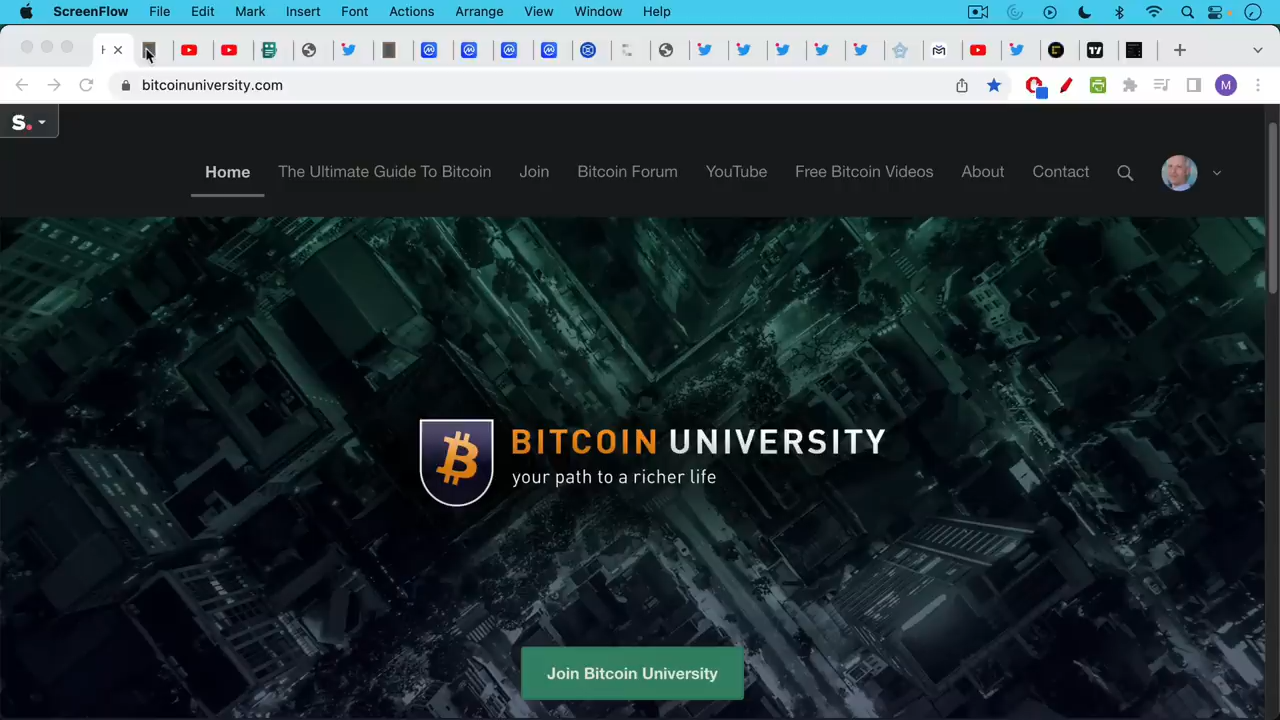 ScreenFlow File Edit Mark Insert Font Actions Arrange View Window Help
bitcoinuniversity.com
M
S.
Home The Ultimate Guide To Bitcoin Join Bitcoin Forum YouTube Free Bitcoin Videos About Contact
BITCOIN UNIVERSITY
your path to a richer life
Join Bitcoin University